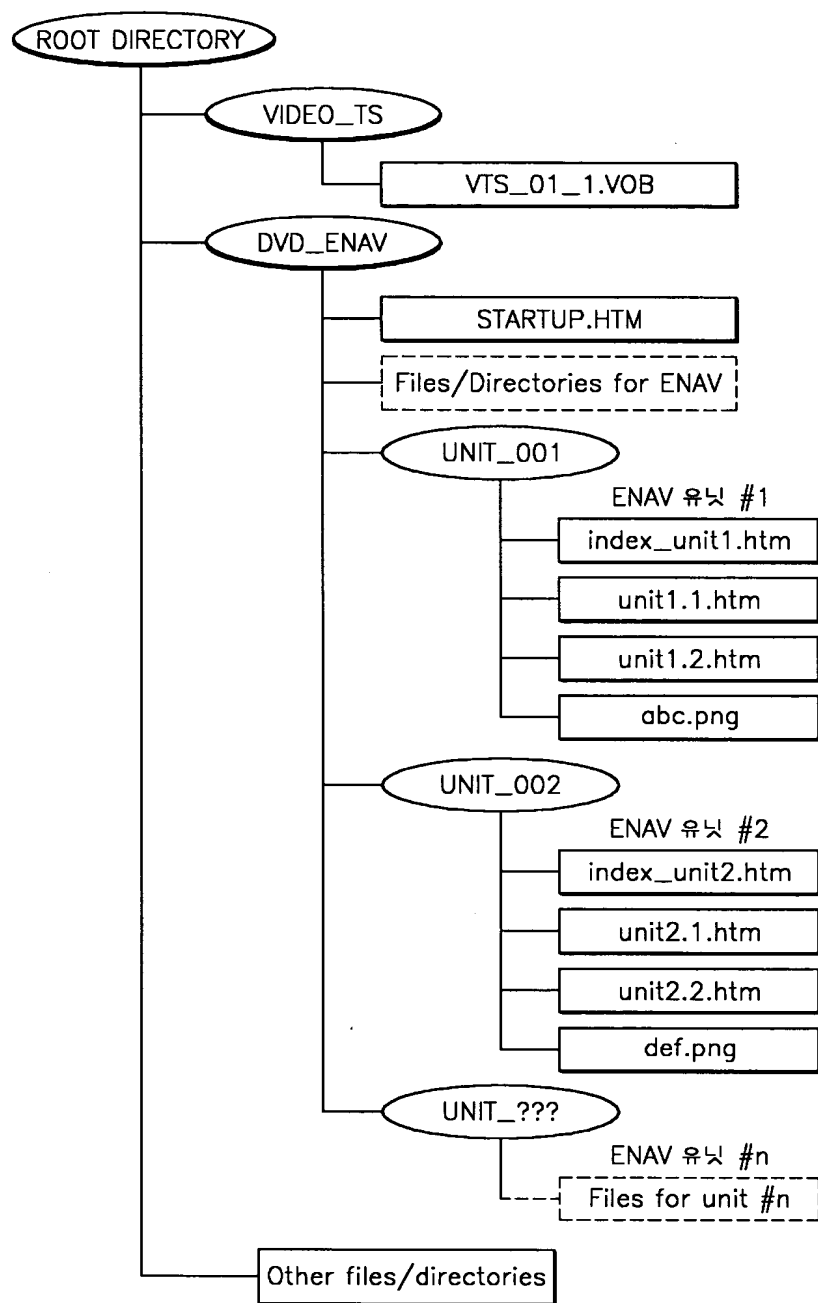 ROOT DIRECTORY
VIDEO_TS
VTS_01_1.VOB
DVD_ENAV
STARTUP.HTM
Files/Directories for ENAV
UNIT_001
ENAV 유닛 #1
index_unit1.htm
unit1.1.htm
unit1.2.htm
abc.png
UNIT_002
ENAV 유닛 #2
index_unit2.htm
unit2.1.htm
unit2.2.htm
def.png
UNIT_???
ENAV 유닛 #n
Files for unit #n
Other files/directories